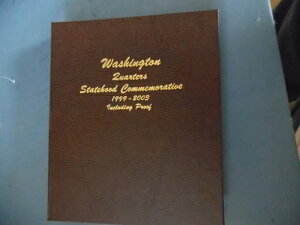 Washington
Quarters
Statehood Commemorative
1999-2003
Including Proof